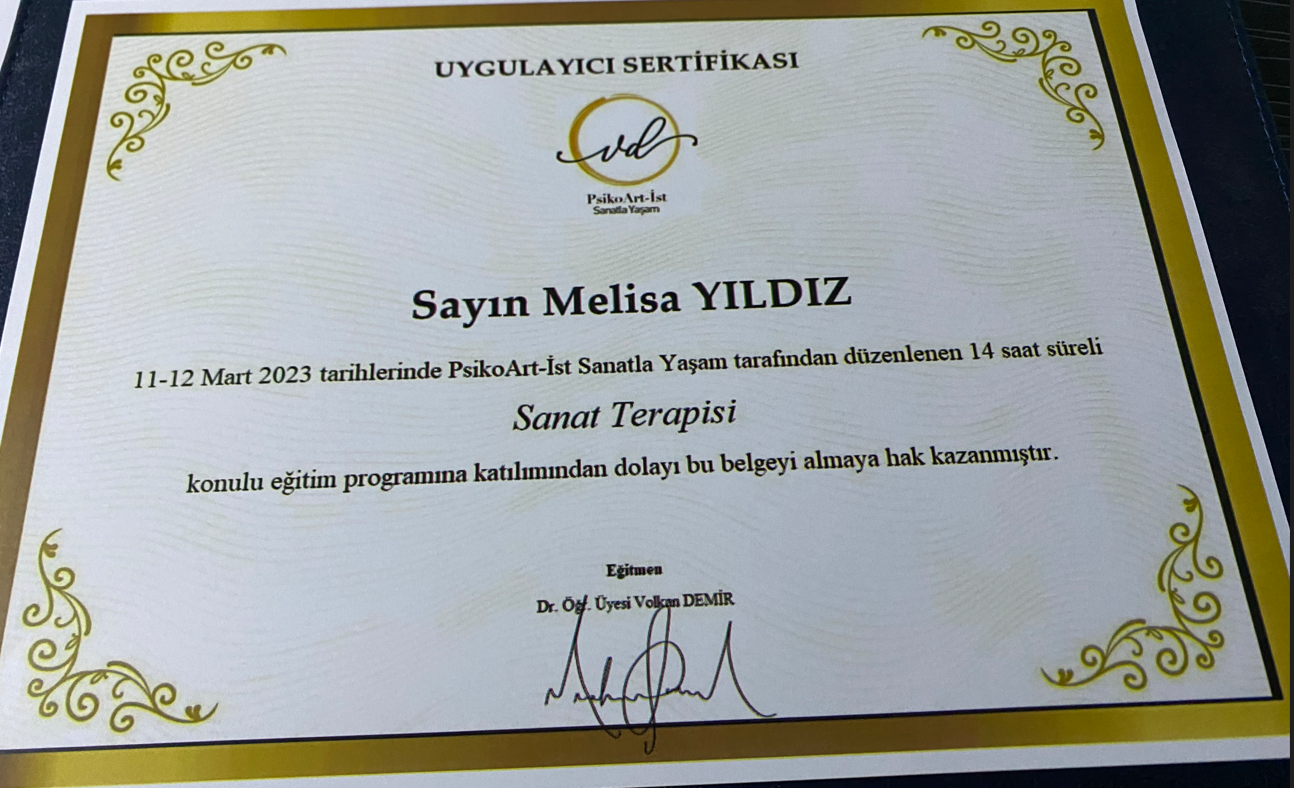 UYGULAYICI SERTİFİKASI
vd
PsikoArt-İst
Sanatla Yaşam
Sayın Melisa YILDIZ
11-12 Mart 2023 tarihlerinde PsikoArt-İst Sanatla Yaşam tarafından düzenlenen 14 saat süreli
Sanat Terapisi
konulu eğitim programına katılımından dolayı bu belgeyi almaya hak kazanmıştır.
Eğitmen
Dr. Öğr. Üyesi Volkan DEMİR